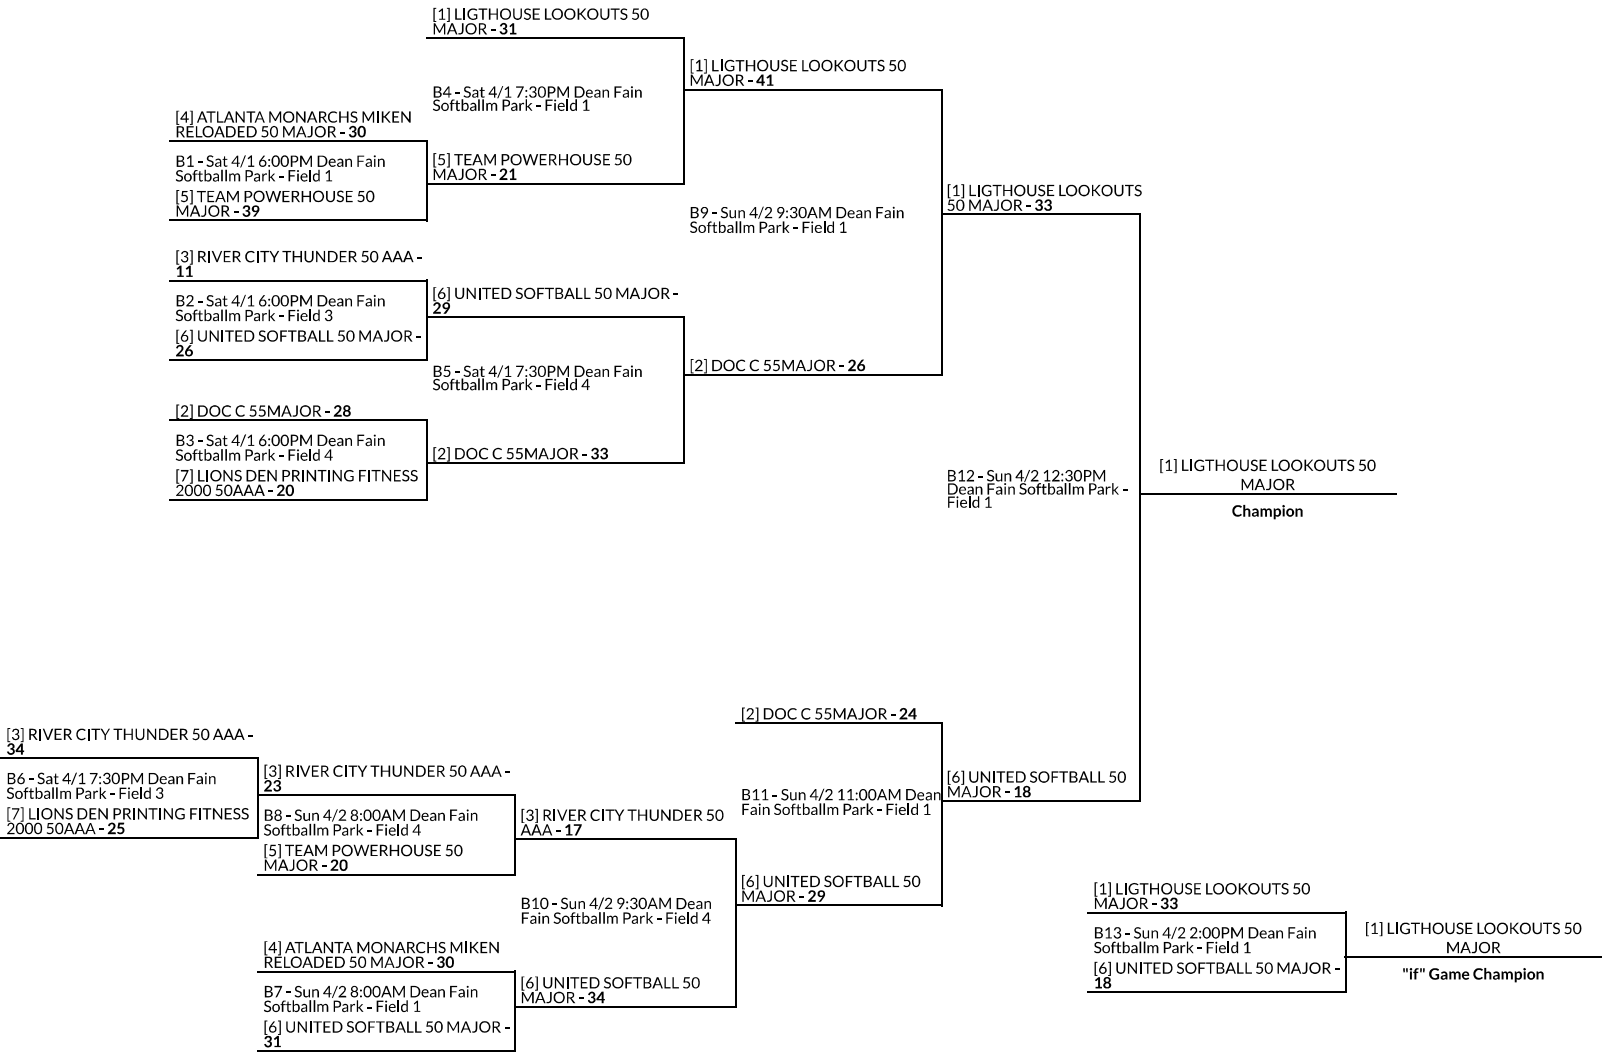 [1] LIGTHOUSE LOOKOUTS 50
MAJOR - 31
B4 - Sat 4/1 7:30PM Dean Fain
Softballm Park - Field 1
[5] TEAM POWERHOUSE 50
MAJOR - 21
[4] ATLANTA MONARCHS MIKEN
RELOADED 50 MAJOR - 30
B1 - Sat 4/1 6:00PM Dean Fain
Softballm Park - Field 1
[5] TEAM POWERHOUSE 50
MAJOR - 39
[3] RIVER CITY THUNDER 50 AAA -
11
B2 - Sat 4/1 6:00PM Dean Fain
Softballm Park - Field 3
[6] UNITED SOFTBALL 50 MAJOR -
26
[2] DOC C 55MAJOR - 28
B3 - Sat 4/1 6:00PM Dean Fain
Softballm Park - Field 4
[7] LIONS DEN PRINTING FITNESS
2000 50AAA - 20
[6] UNITED SOFTBALL 50 MAJOR -
29
B5 - Sat 4/1 7:30PM Dean Fain
Softballm Park - Field 4
[2] DOC C 55MAJOR - 33
[1] LIGTHOUSE LOOKOUTS 50
MAJOR - 41
B9 - Sun 4/2 9:30AM Dean Fain
Softballm Park - Field 1
[2] DOC C 55MAJOR - 26
[1] LIGTHOUSE LOOKOUTS
50 MAJOR - 33
B12 - Sun 4/2 12:30PM
Dean Fain Softballm Park -
Field 1
[1] LIGTHOUSE LOOKOUTS 50
MAJOR
Champion
[3] RIVER CITY THUNDER 50 AAA -
34
B6 - Sat 4/1 7:30PM Dean Fain
Softballm Park - Field 3
[7] LIONS DEN PRINTING FITNESS
2000 50AAA - 25
[3] RIVER CITY THUNDER 50 AAA -
23
B8 - Sun 4/2 8:00AM Dean Fain
Softballm Park - Field 4
[5] TEAM POWERHOUSE 50
MAJOR - 20
[4] ATLANTA MONARCHS MIKEN
RELOADED 50 MAJOR - 30
B7 - Sun 4/2 8:00AM Dean Fain
Softballm Park - Field 1
[6] UNITED SOFTBALL 50 MAJOR -
31
[3] RIVER CITY THUNDER 50
AAA - 17
B10 - Sun 4/2 9:30AM Dean
Fain Softballm Park - Field 4
[6] UNITED SOFTBALL 50
MAJOR - 34
[2] DOC C 55MAJOR - 24
B11 - Sun 4/2 11:00AM Dean
Fain Softballm Park - Field 1
[6] UNITED SOFTBALL 50
MAJOR - 29
[6] UNITED SOFTBALL 50
MAJOR - 18
[1] LIGTHOUSE LOOKOUTS 50
MAJOR - 33
B13 - Sun 4/2 2:00PM Dean Fain
Softballm Park - Field 1
[6] UNITED SOFTBALL 50 MAJOR -
18
[1] LIGTHOUSE LOOKOUTS 50
MAJOR
"if" Game Champion